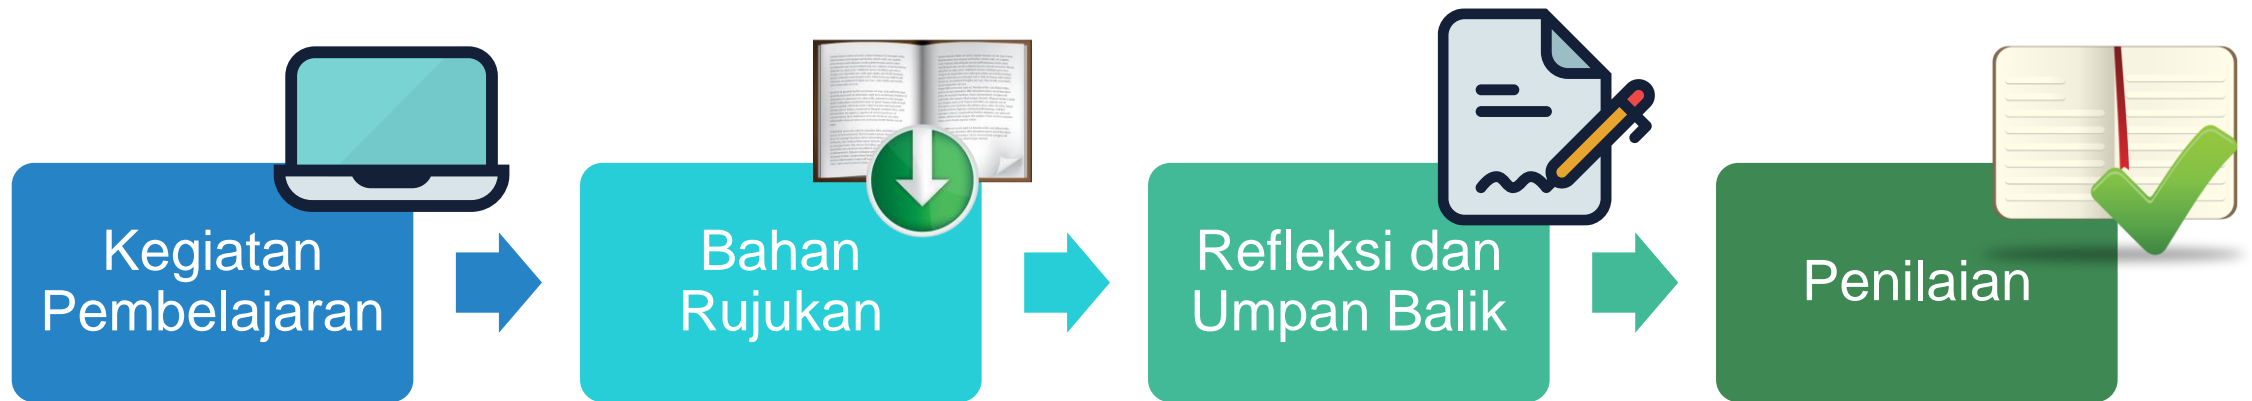 Kegiatan
Pembelajaran
Bahan
Rujukan
Refleksi dan
Umpan Balik
Penilaian